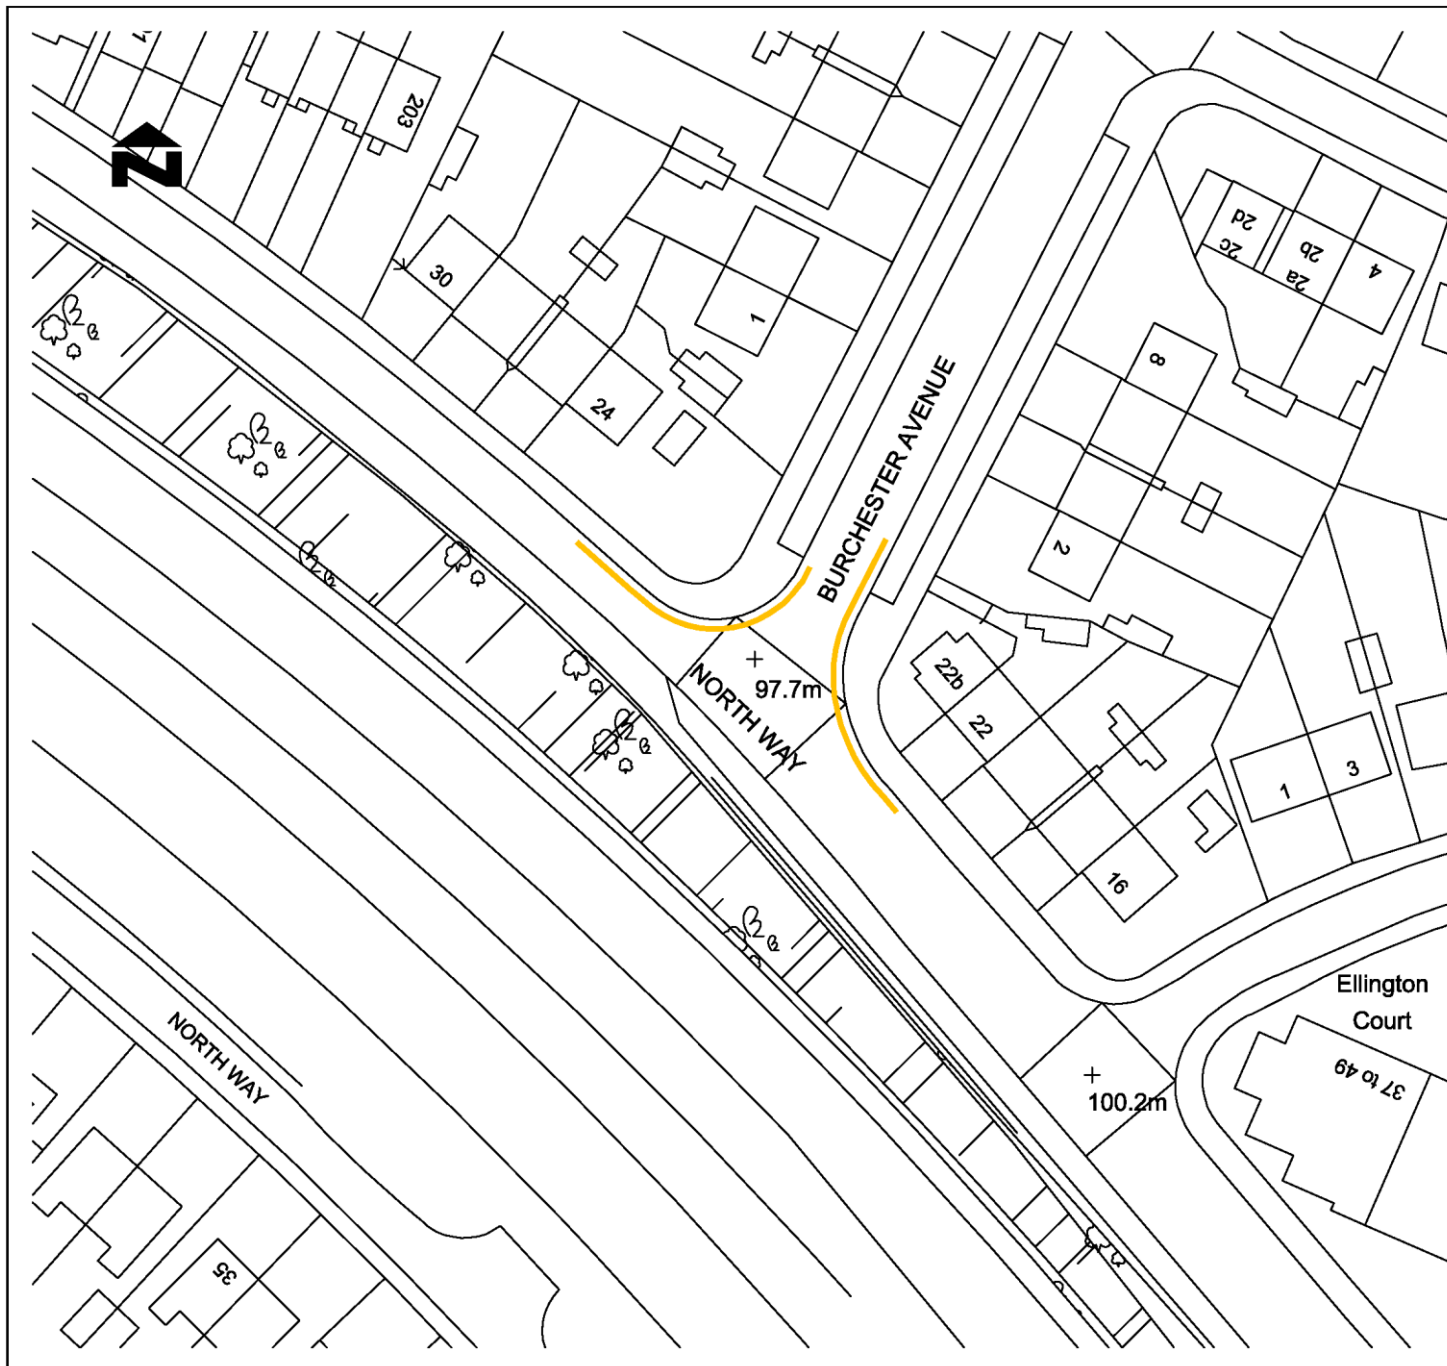 203
N
30
24
1
BURCHESTER AVENUE
2d
2c
2b
2a
4
8
2
22b
22
97.7m
NORTH WAY
16
1
3
Ellington
Court
37 to 49
100.2m
NORTH WAY
35